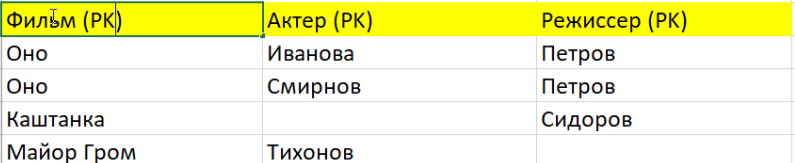 Фильм (PK) Актер (PK) Режиссер (PK)
Оно Иванова Петров
Оно Смирнов Петров
Каштанка Сидоров
Майор Гром Тихонов